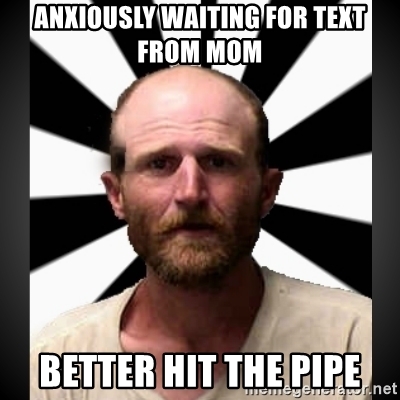 ANXIOUSLY WAITING FOR TEXT
FROM MOM
BETTER HIT THE PIPE
memegenerator.net